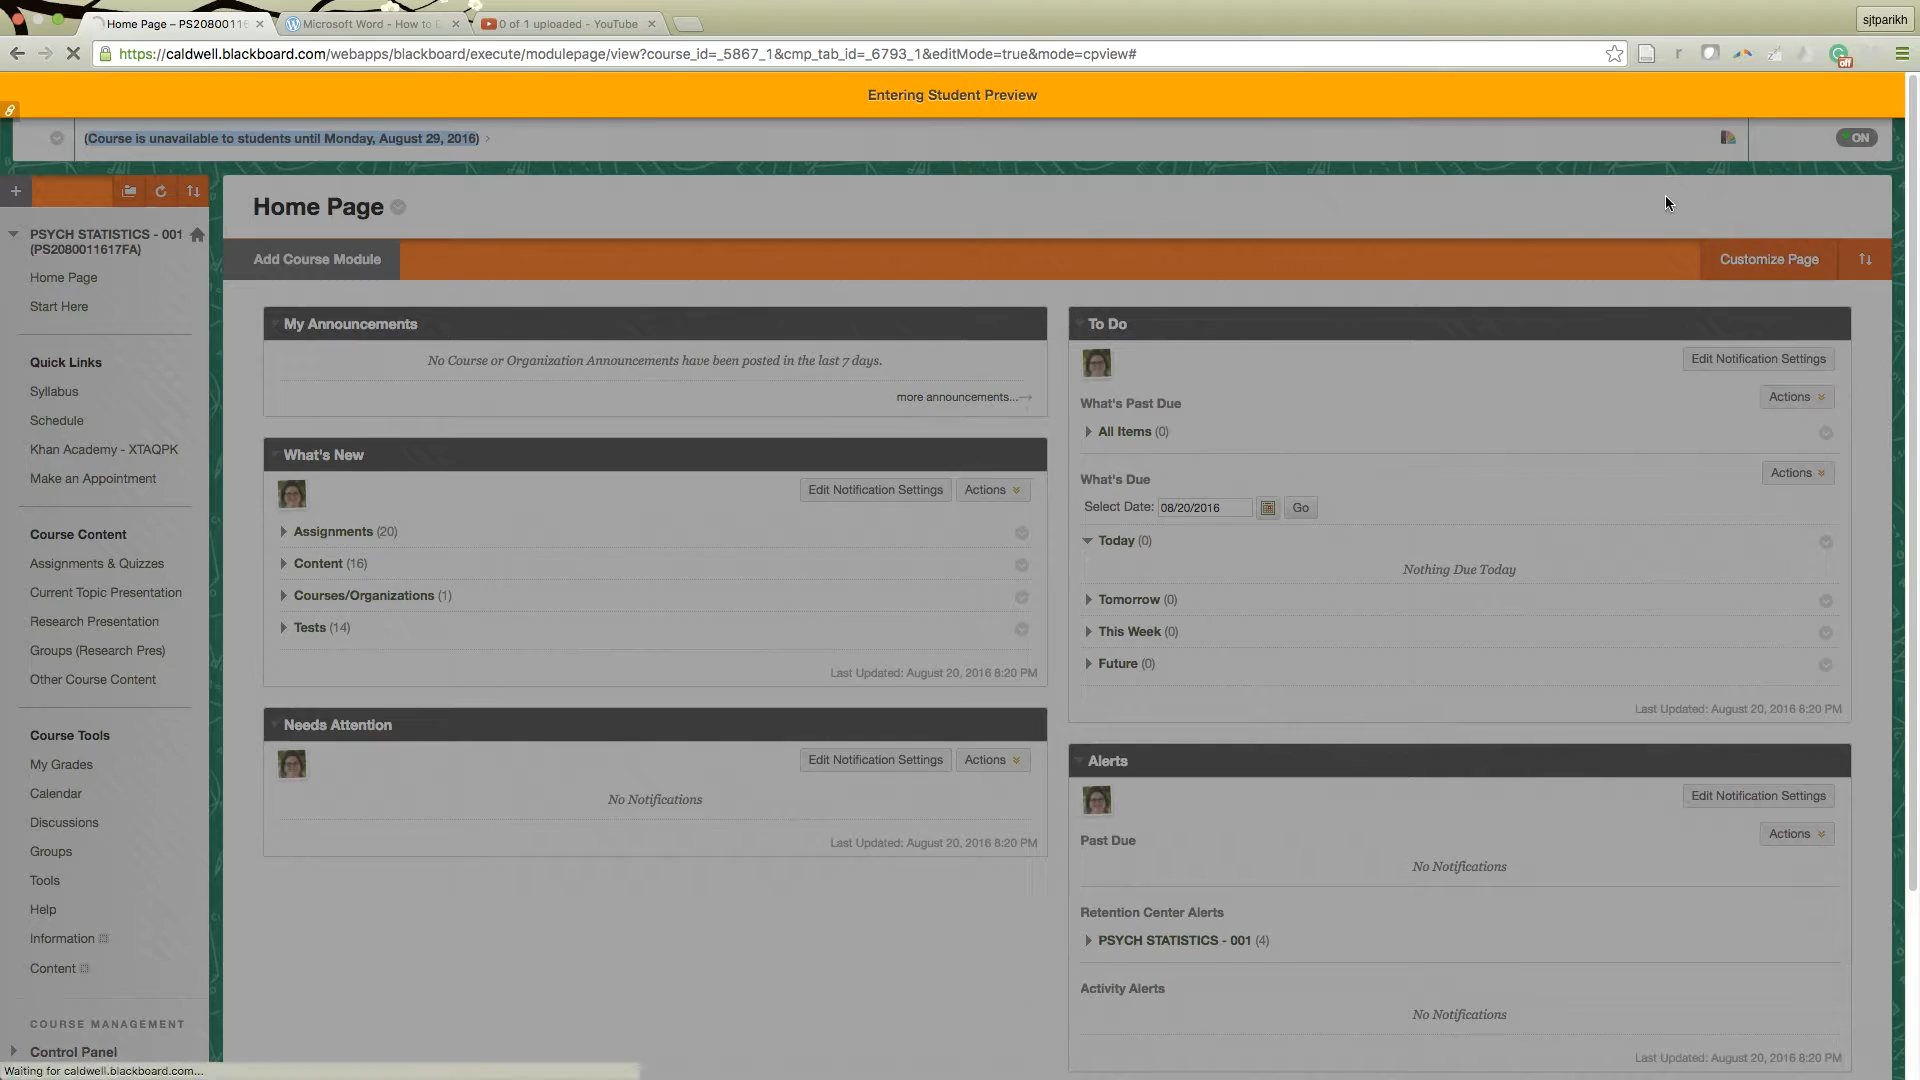 Home Page – PS2080011
Microsoft Word - How to
0 of 1 uploaded - YouTube
sjtparikh
https://caldwell.blackboard.com/webapps/blackboard/execute/modulepage/view?course_id=_5867_1&cmp_tab_id=_6793_1&editMode=true&mode=cpview#
off
Entering Student Preview
(Course is unavailable to students until Monday, August 29, 2016)
ON
PSYCH STATISTICS - 001
(PS2080011617FA)
Home Page
Start Here
Quick Links
Syllabus
Schedule
Khan Academy - XTAQPK
Make an Appointment
Course Content
Assignments & Quizzes
Current Topic Presentation
Research Presentation
Groups (Research Pres)
Other Course Content
Course Tools
My Grades
Calendar
Discussions
Groups
Tools
Help
Information
Content
COURSE MANAGEMENT
Control Panel
Waiting for caldwell.blackboard.com...
Home Page
Add Course Module
Customize Page
My Announcements
No Course or Organization Announcements have been posted in the last 7 days.
more announcements...
What's New
Edit Notification Settings
Actions
Assignments (20)
Content (16)
Courses/Organizations (1)
Tests (14)
Last Updated: August 20, 2016 8:20 PM
Needs Attention
Edit Notification Settings
Actions
No Notifications
Last Updated: August 20, 2016 8:20 PM
To Do
Edit Notification Settings
What's Past Due
Actions
All Items (0)
What's Due
Actions
Select Date: 08/20/2016 Go
Today (0)
Nothing Due Today
Tomorrow (0)
This Week (0)
Future (0)
Last Updated: August 20, 2016 8:20 PM
Alerts
Edit Notification Settings
Past Due
Actions
No Notifications
Retention Center Alerts
PSYCH STATISTICS - 001 (4)
Activity Alerts
No Notifications
Last Updated: August 20, 2016 8:20 PM